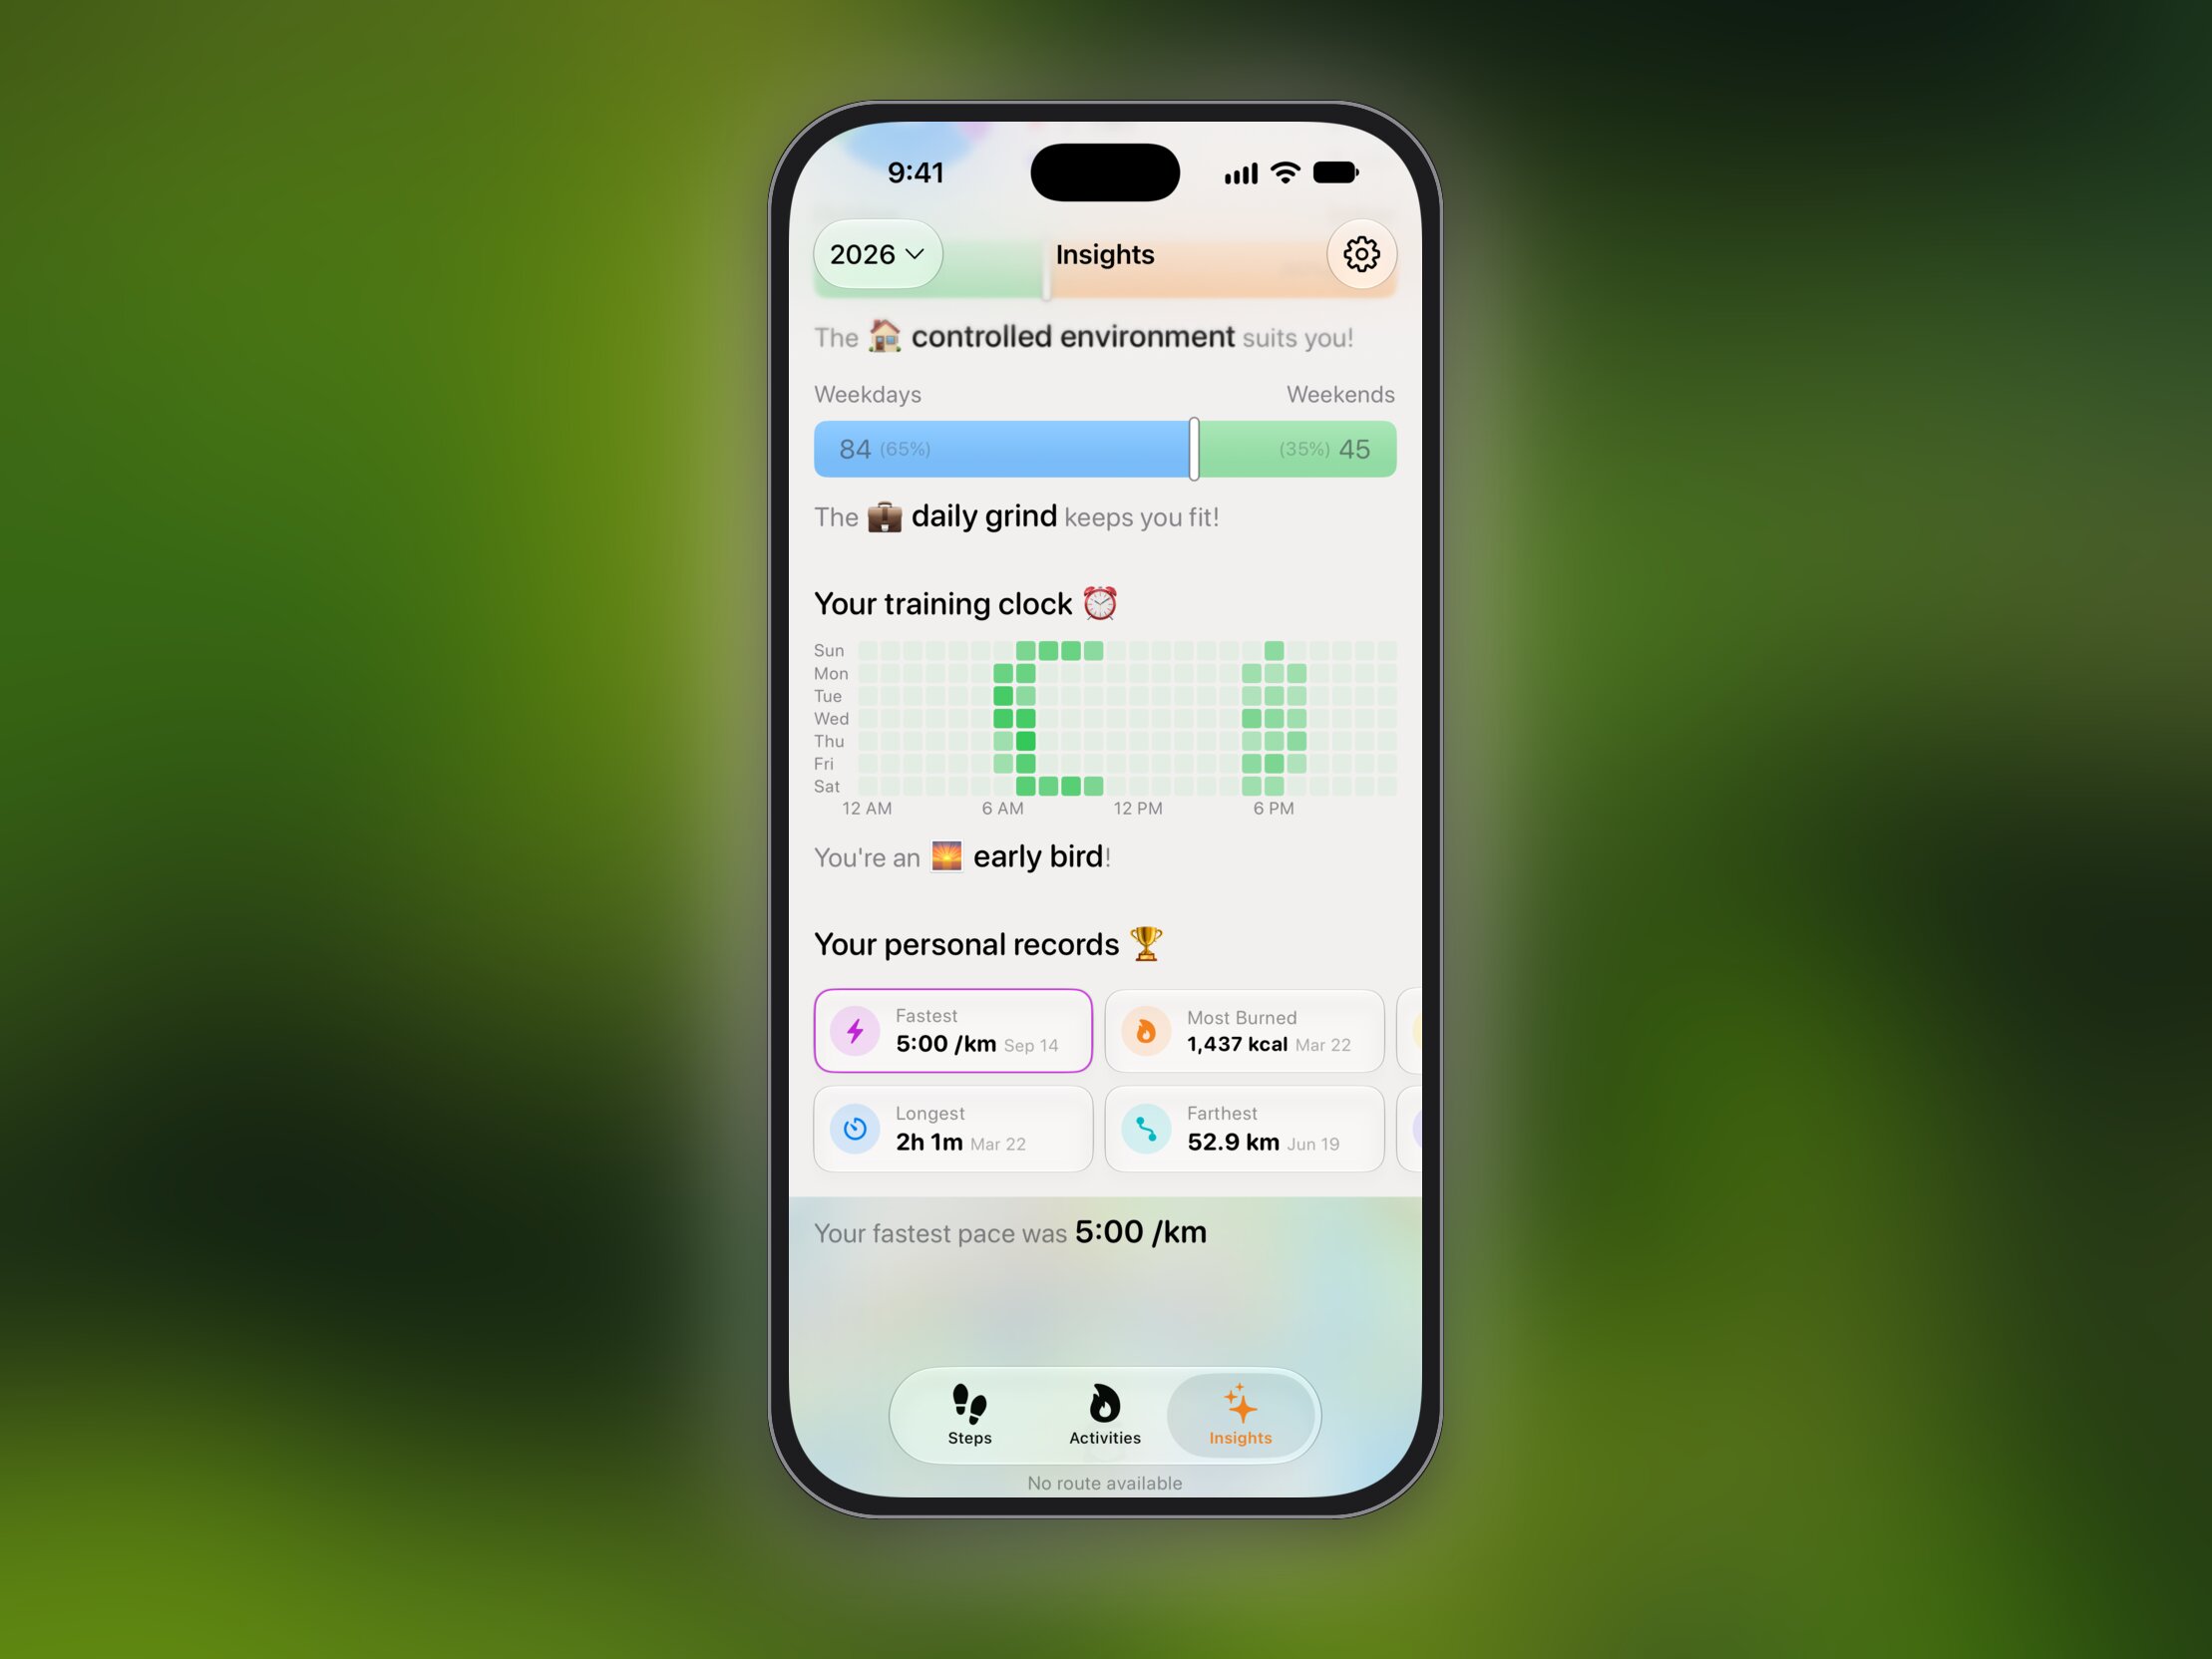 9:41
2026 Insights
The 🏠 controlled environment suits you!
Weekdays Weekends
84 (65%) (35%) 45
The 💼 daily grind keeps you fit!
Your training clock ⏰
Sun
Mon
Tue
Wed
Thu
Fri
Sat
12 AM 6 AM 12 PM 6 PM
You're an 🌅 early bird!
Your personal records 🏆
Fastest
5:00 /km Sep 14
Most Burned
1,437 kcal Mar 22
Longest
2h 1m Mar 22
Farthest
52.9 km Jun 19
Your fastest pace was 5:00 /km
Steps Activities Insights
No route available